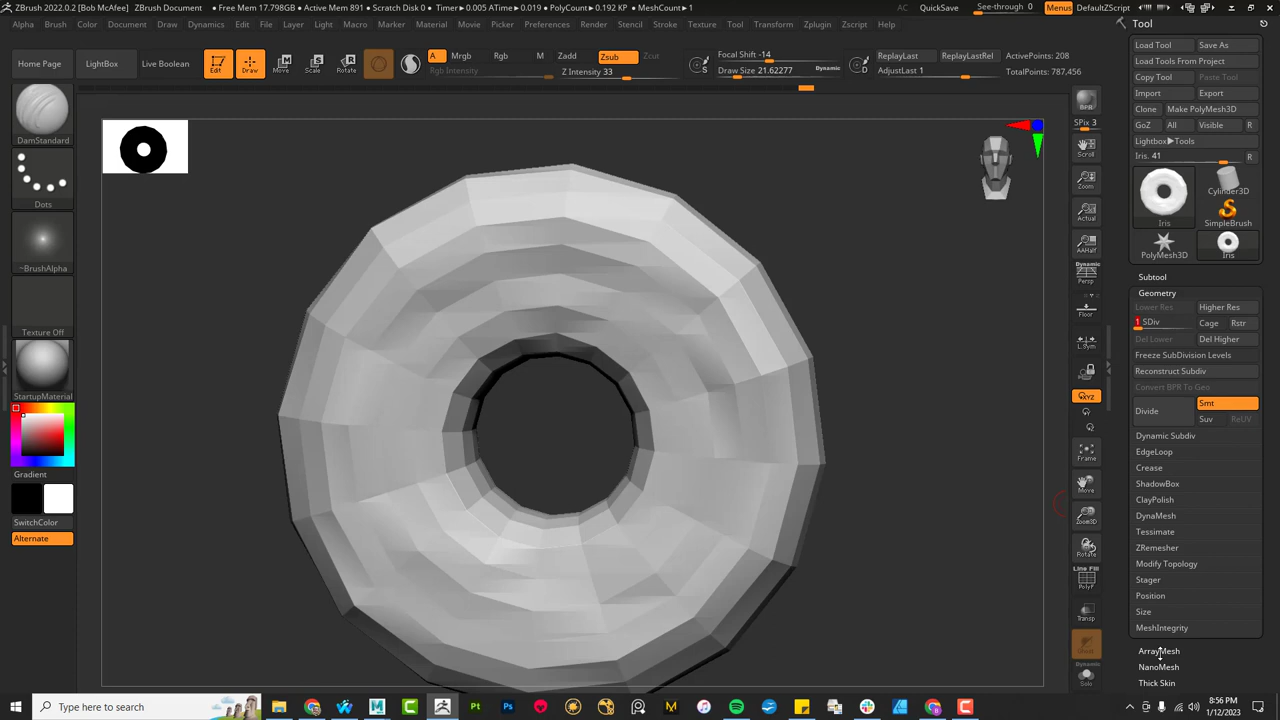 ZBrush 2022.0.2 [Bob McAfee] ZBrush Document • Free Mem 17.798GB • Active Mem 891 • Scratch Disk 0 • Timer▶0.005 ATime▶0.019 • PolyCount▶0.192 KP • MeshCount▶1 AC QuickSave See-through 0 Menus DefaultZScript
Alpha Brush Color Document Draw Dynamics Edit File Layer Light Macro Marker Material Movie Picker Preferences Render Stencil Stroke Texture Tool Transform Zplugin Zscript Tool
Home Page LightBox Live Boolean Edit Draw Move Scale Rotate
A Mrgb Rgb M Zadd Zsub Zcut
Rgb Intensity Z Intensity 33
Focal Shift -14
Draw Size 21.62277 Dynamic
S D
ReplayLast ReplayLastRel
AdjustLast 1
ActivePoints: 208
TotalPoints: 787,456
DamStandard
Dots
~BrushAlpha
Texture Off
StartupMaterial
Gradient
SwitchColor
Alternate
BPR
SPix 3
Scroll
Zoom
Actual
AAHalf
Dynamic
Persp
Floor
L.Sym
XYZ
Frame
Move
Zoom3D
Rotate
Line Fill
PolyF
Transp
Ghost
Dynamic
Solo
Load Tool Save As
Load Tools From Project
Copy Tool Paste Tool
Import Export
Clone Make PolyMesh3D
GoZ All Visible R
Lightbox▶Tools
Iris. 41 R
Iris
Cylinder3D
SimpleBrush
PolyMesh3D Iris
Subtool
Geometry
Lower Res Higher Res
1 SDiv Cage Rstr
Del Lower Del Higher
Freeze SubDivision Levels
Reconstruct Subdiv
Convert BPR To Geo
Divide Smt
Suv ReUV
Dynamic Subdiv
EdgeLoop
Crease
ShadowBox
ClayPolish
DynaMesh
Tessimate
ZRemesher
Modify Topology
Stager
Position
Size
MeshIntegrity
ArrayMesh
NanoMesh
Thick Skin
Type here to search
8:56 PM
1/12/2023